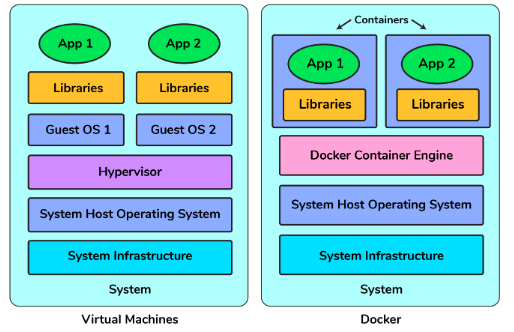 App 1
App 2
Libraries
Libraries
Guest OS 1
Guest OS 2
Hypervisor
System Host Operating System
System Infrastructure
System
Virtual Machines
Containers
App 1
App 2
Libraries
Libraries
Docker Container Engine
System Host Operating System
System Infrastructure
System
Docker